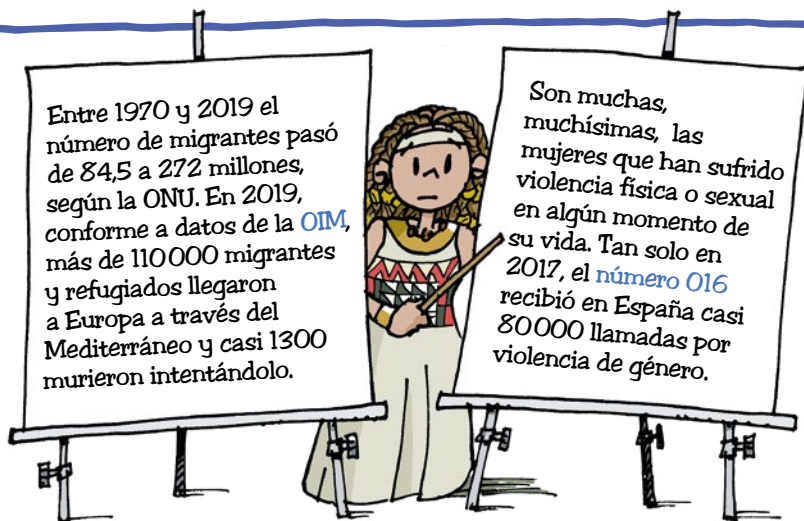 Entre 1970 y 2019 el
número de migrantes pasó
de 84,5 a 272 millones,
según la ONU. En 2019,
conforme a datos de la OIM,
más de 110 000 migrantes
y refugiados llegaron
a Europa a través del
Mediterráneo y casi 1300
murieron intentándolo.
Son muchas,
muchísimas, las
mujeres que han sufrido
violencia física o sexual
en algún momento de
su vida. Tan solo en
2017, el número 016
recibió en España casi
80 000 llamadas por
violencia de género.